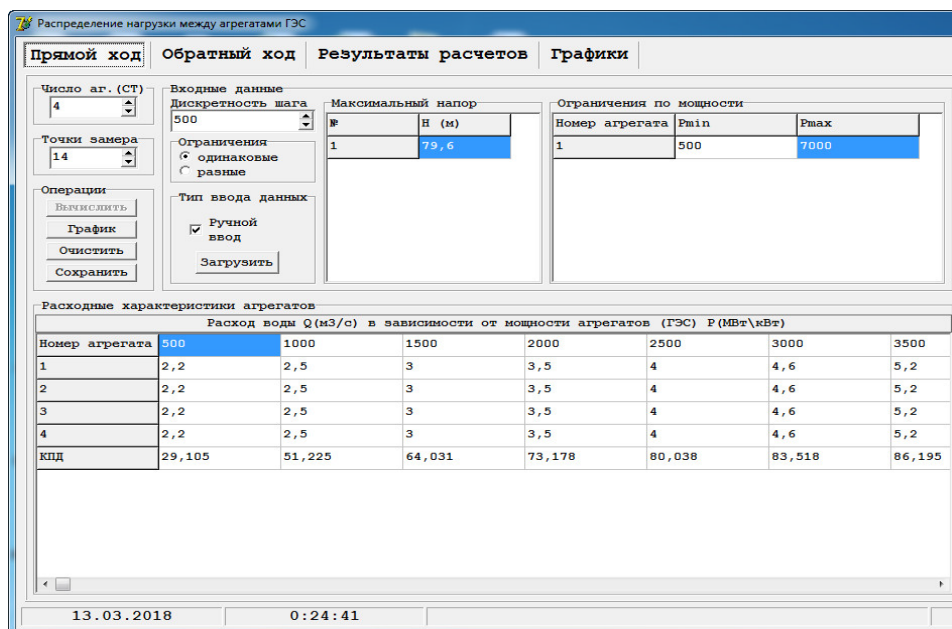 Распределение нагрузки между агрегатами ГЭС
Прямой ход Обратный ход Результаты расчетов Графики
Число аг.(СТ)
4
Точки замера
14
Операции
Вычислить
График
Очистить
Сохранить
Входные данные
Дискретность шага
500
Ограничения
одинаковые
разные
Тип ввода данных
Ручной
ввод
Загрузить
Максимальный напор
№ H (м)
1 79,6
Ограничения по мощности
Номер агрегата Pmin Pmax
1 500 7000
Расходные характеристики агрегатов
Расход воды Q(м3/с) в зависимости от мощности агрегатов (ГЭС) P(МВт\кВт)
Номер агрегата 500 1000 1500 2000 2500 3000 3500
1 2,2 2,5 3 3,5 4 4,6 5,2
2 2,2 2,5 3 3,5 4 4,6 5,2
3 2,2 2,5 3 3,5 4 4,6 5,2
4 2,2 2,5 3 3,5 4 4,6 5,2
КПД 29,105 51,225 64,031 73,178 80,038 83,518 86,195
13.03.2018 0:24:41